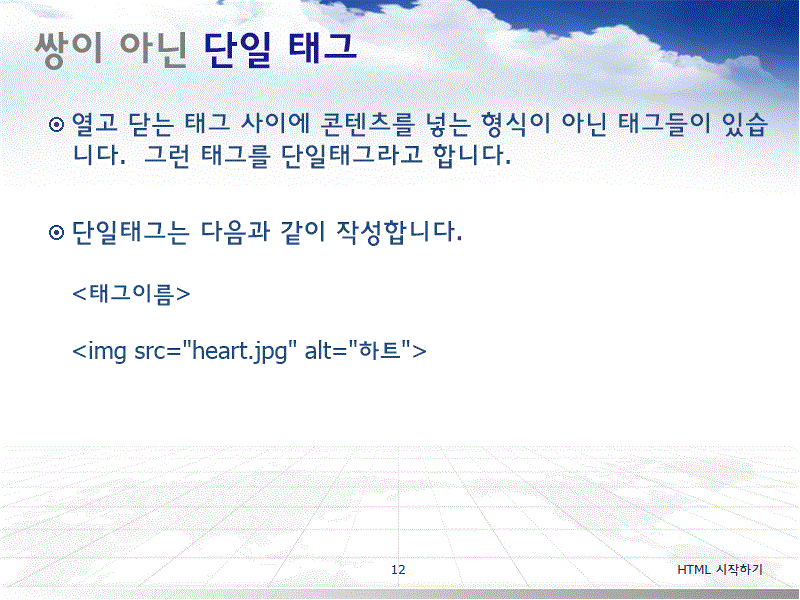 쌍이 아닌 단일 태그
열고 닫는 태그 사이에 콘텐츠를 넣는 형식이 아닌 태그들이 있습
니다. 그런 태그를 단일태그라고 합니다.
단일태그는 다음과 같이 작성합니다.
<태그이름>
<img src="heart.jpg" alt="하트">
12
HTML 시작하기